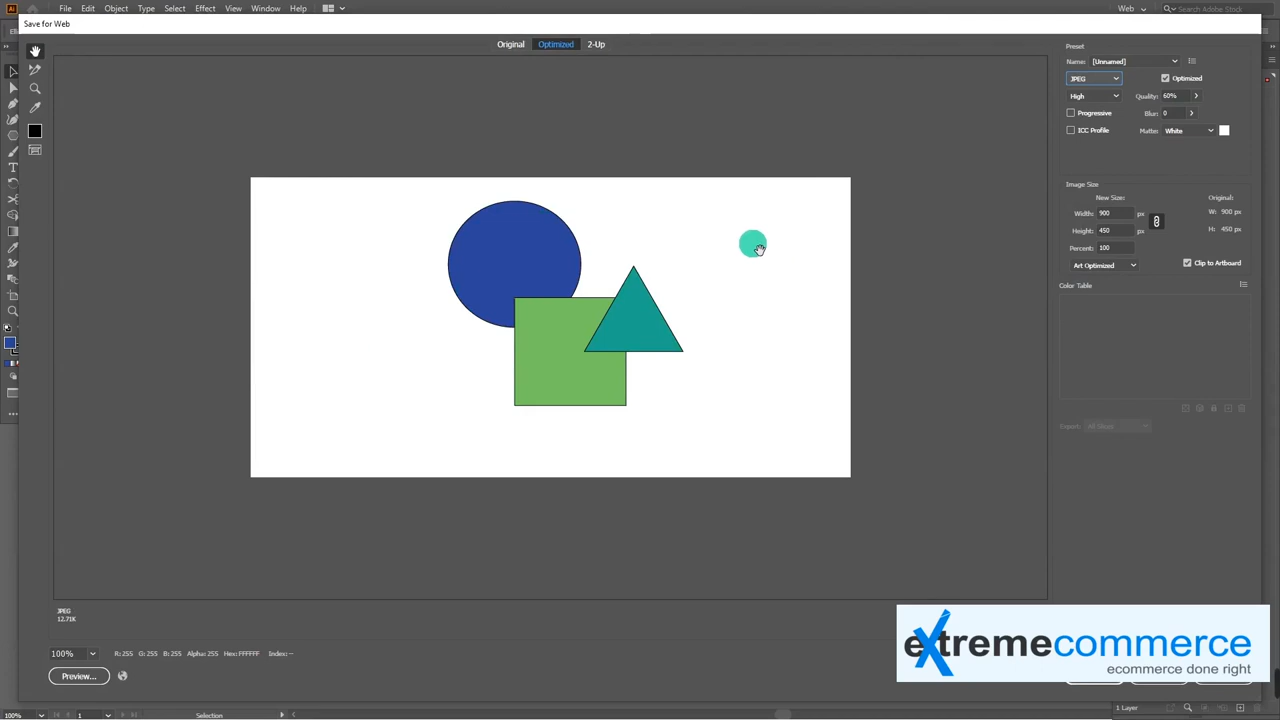 File Edit Object Type Select Effect View Window Help
Web
Search Adobe Stock
Save for Web
Original Optimized 2-Up
Preset
Name: [Unnamed]
JPEG
Optimized
High
Quality: 60%
Progressive
Blur: 0
ICC Profile
Matte: White
Image Size
New Size:
Original:
Width: 900 px
W: 900 px
Height: 450 px
H: 450 px
Percent: 100
Art Optimized
Clip to Artboard
Color Table
Export: All Slices
JPEG
12.71K
100%
R: 255 G: 255 B: 255 Alpha: 255 Hex: FFFFFF Index: --
Preview...
extremecommerce
ecommerce done right
100%
1
Selection
1 Layer